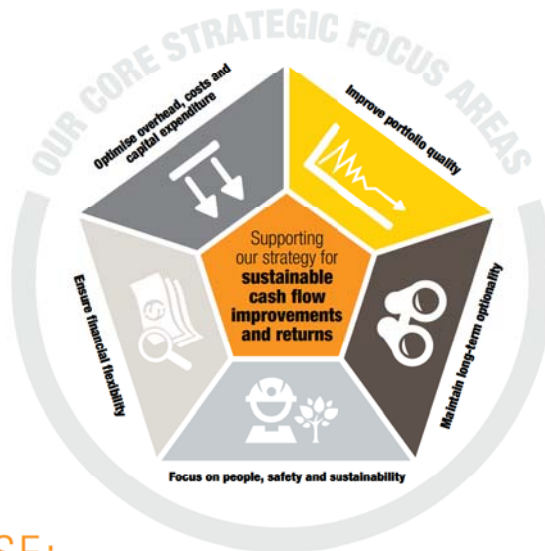 OUR CORE STRATEGIC FOCUS AREAS
Optimise overhead, costs and
capital expenditure
Improve portfolio quality
Supporting
our strategy for
sustainable
cash flow
improvements
and returns
Ensure financial flexibility
Maintain long-term optionality
Focus on people, safety and sustainability